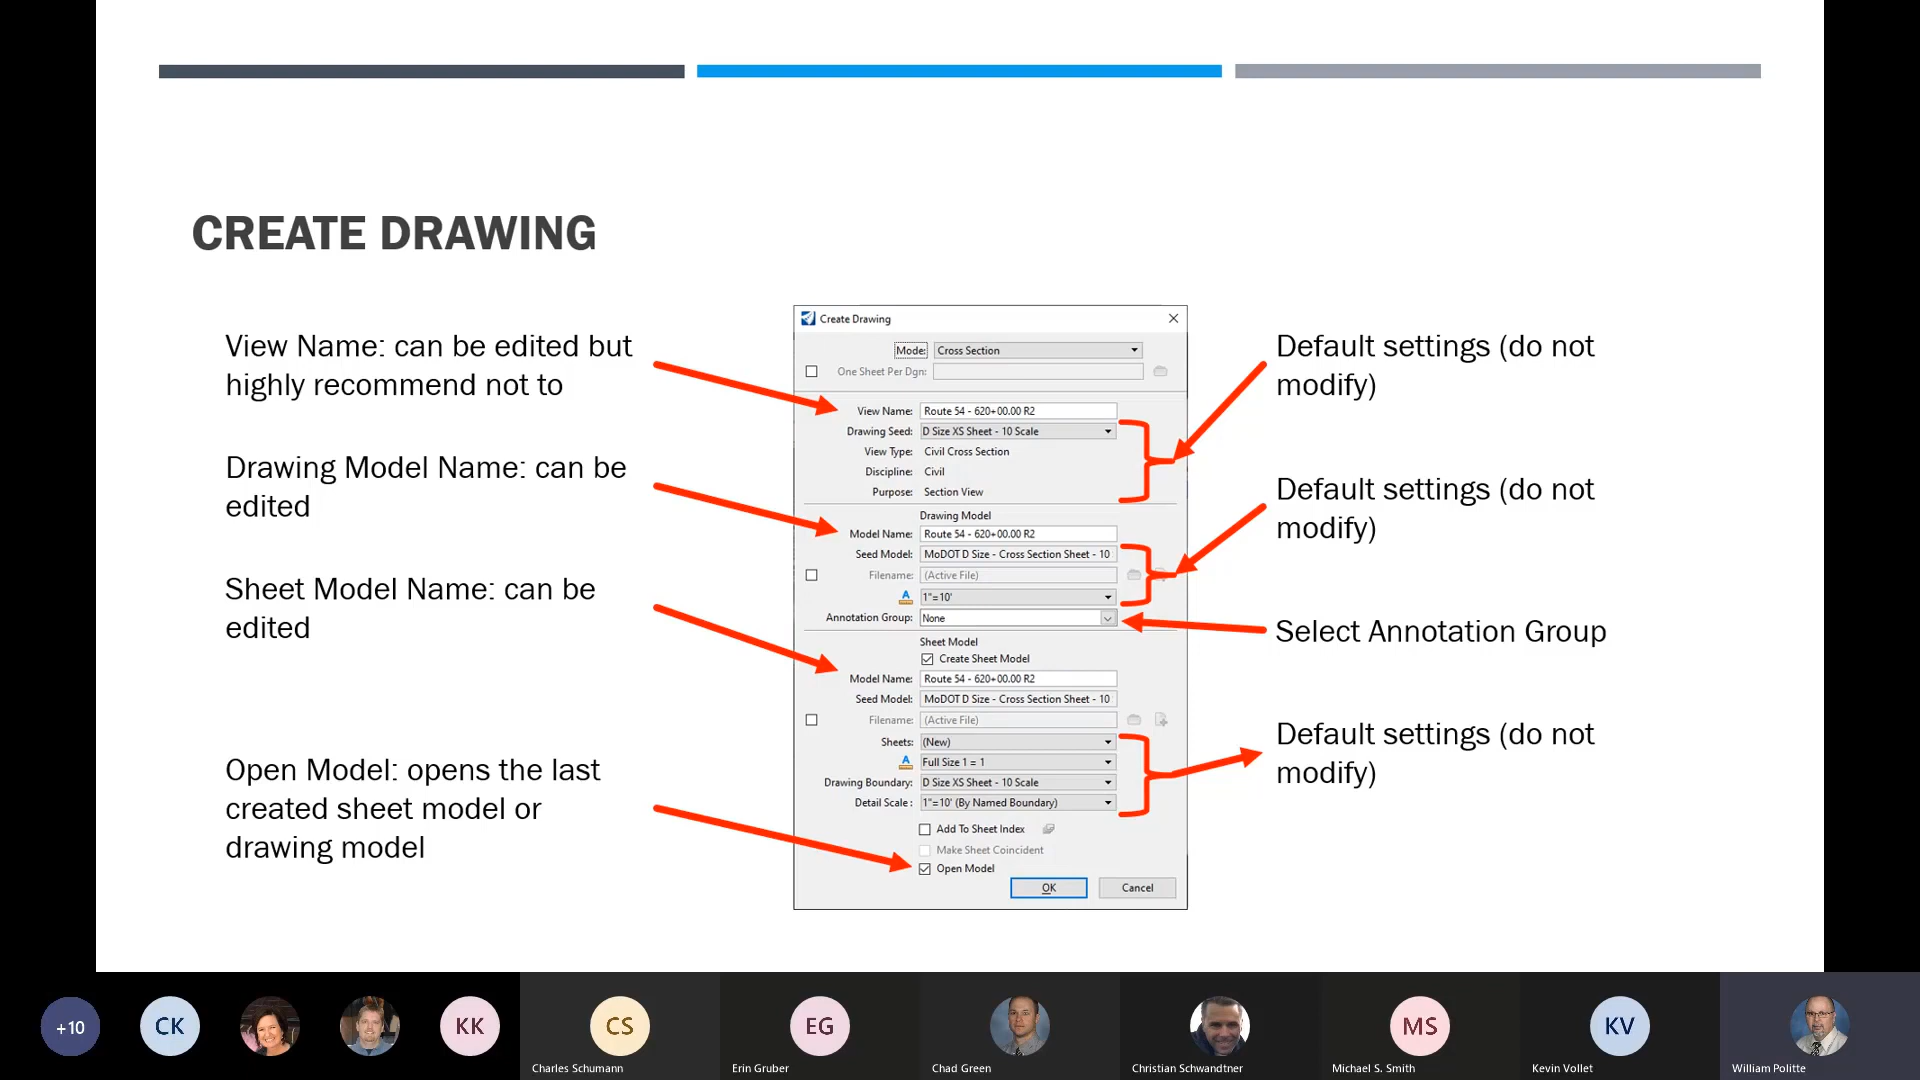 CREATE DRAWING
View Name: can be edited but
highly recommend not to
Drawing Model Name: can be
edited
Sheet Model Name: can be
edited
Open Model: opens the last
created sheet model or
drawing model
Create Drawing
Mode: Cross Section
One Sheet Per Dgn:
View Name: Route 54 - 620+00.00 R2
Drawing Seed: D Size XS Sheet - 10 Scale
View Type: Civil Cross Section
Discipline: Civil
Purpose: Section View
Drawing Model
Model Name: Route 54 - 620+00.00 R2
Seed Model: MoDOT D Size - Cross Section Sheet - 10
Filename: (Active File)
A 1"=10'
Annotation Group: None
Sheet Model
Create Sheet Model
Model Name: Route 54 - 620+00.00 R2
Seed Model: MoDOT D Size - Cross Section Sheet - 10
Filename: (Active File)
Sheets: (New)
A Full Size 1 = 1
Drawing Boundary: D Size XS Sheet - 10 Scale
Detail Scale : 1"=10' (By Named Boundary)
Add To Sheet Index
Make Sheet Coincident
Open Model
OK Cancel
Default settings (do not
modify)
Default settings (do not
modify)
Select Annotation Group
Default settings (do not
modify)
+10 CK KK CS EG MS KV
Charles Schumann Erin Gruber Chad Green Christian Schwandtner Michael S. Smith Kevin Vollet William Politte